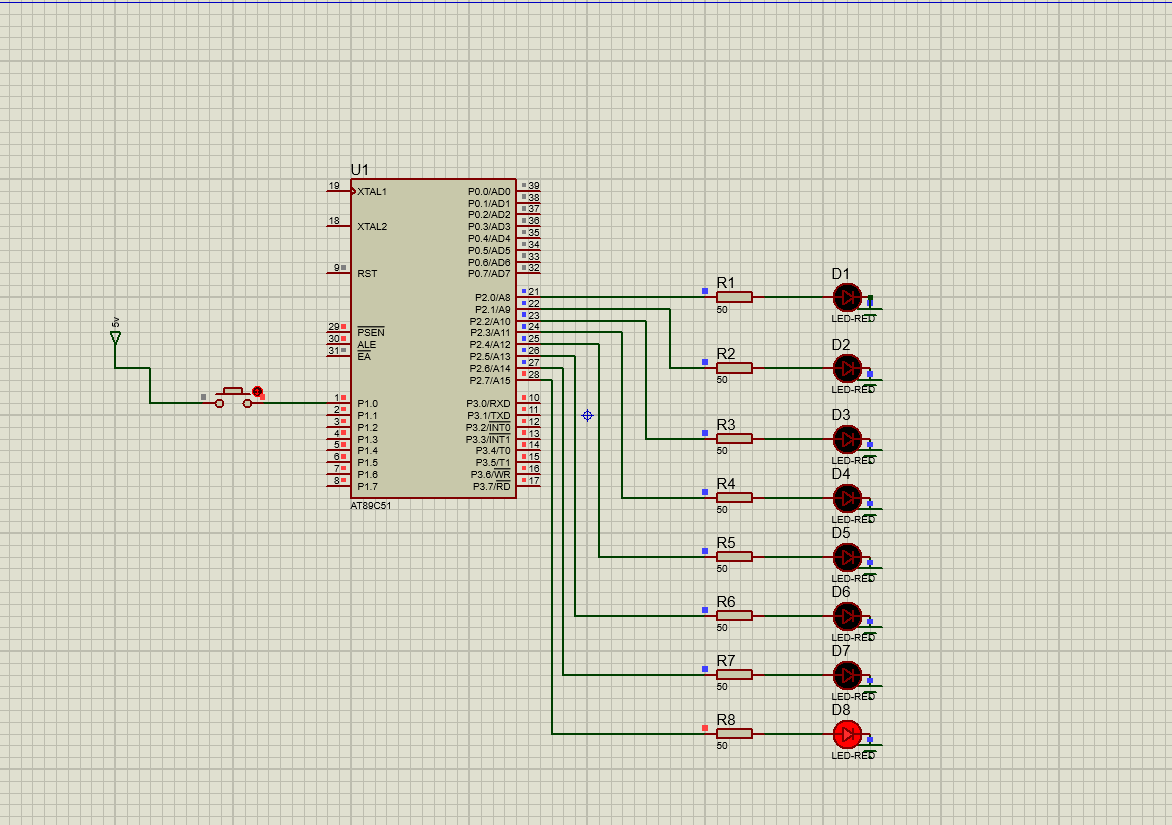 U1
19 XTAL1
18 XTAL2
9 RST
29 PSEN
30 ALE
31 EA
1 P1.0
2 P1.1
3 P1.2
4 P1.3
5 P1.4
6 P1.5
7 P1.6
8 P1.7
P0.0/AD0 39
P0.1/AD1 38
P0.2/AD2 37
P0.3/AD3 36
P0.4/AD4 35
P0.5/AD5 34
P0.6/AD6 33
P0.7/AD7 32
P2.0/A8 21
P2.1/A9 22
P2.2/A10 23
P2.3/A11 24
P2.4/A12 25
P2.5/A13 26
P2.6/A14 27
P2.7/A15 28
P3.0/RXD 10
P3.1/TXD 11
P3.2/INT0 12
P3.3/INT1 13
P3.4/T0 14
P3.5/T1 15
P3.6/WR 16
P3.7/RD 17
AT89C51
5v
R1
50
D1
LED-RED
R2
50
D2
LED-RED
R3
50
D3
LED-RED
R4
50
D4
LED-RED
R5
50
D5
LED-RED
R6
50
D6
LED-RED
R7
50
D7
LED-RED
R8
50
D8
LED-RED